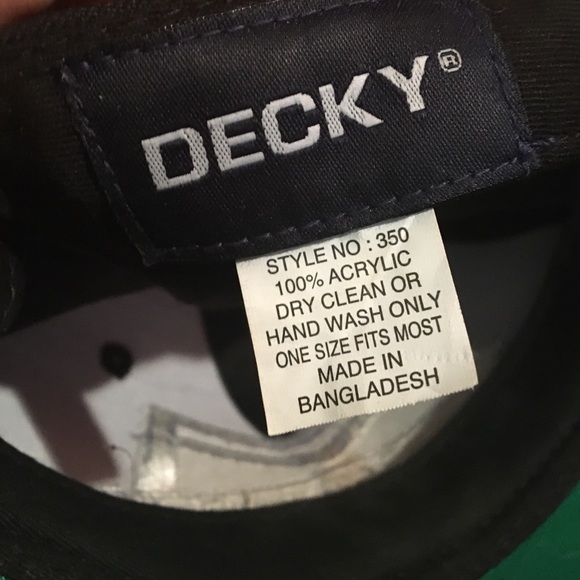 DECKY®
STYLE NO : 350
100% ACRYLIC
DRY CLEAN OR
HAND WASH ONLY
ONE SIZE FITS MOST
MADE IN
BANGLADESH